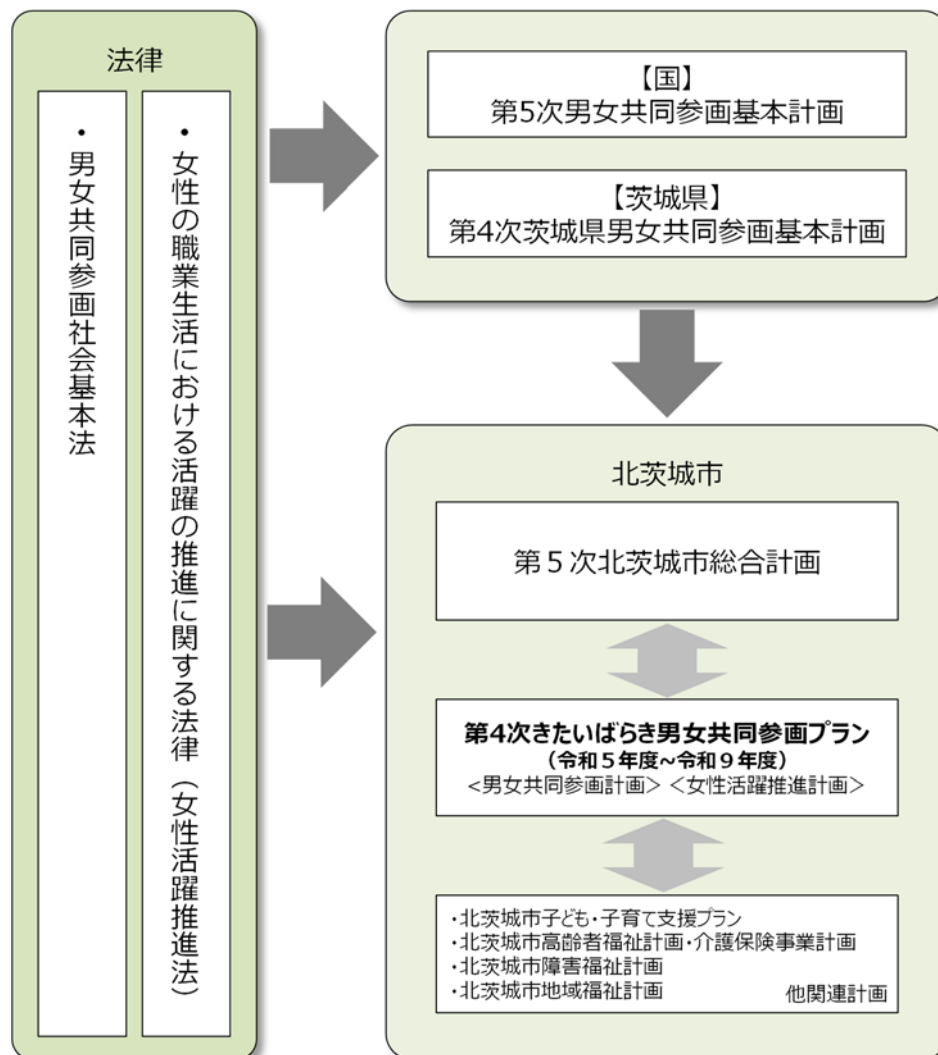 法律
・男女共同参画社会基本法
・女性の職業生活における活躍の推進に関する法律（女性活躍推進法）
【国】
第5次男女共同参画基本計画
【茨城県】
第4次茨城県男女共同参画基本計画
北茨城市
第５次北茨城市総合計画
第4次きたいばらき男女共同参画プラン
（令和５年度~令和９年度）
<男女共同参画計画> <女性活躍推進計画>
・北茨城市子ども・子育て支援プラン
・北茨城市高齢者福祉計画・介護保険事業計画
・北茨城市障害福祉計画
・北茨城市地域福祉計画 他関連計画